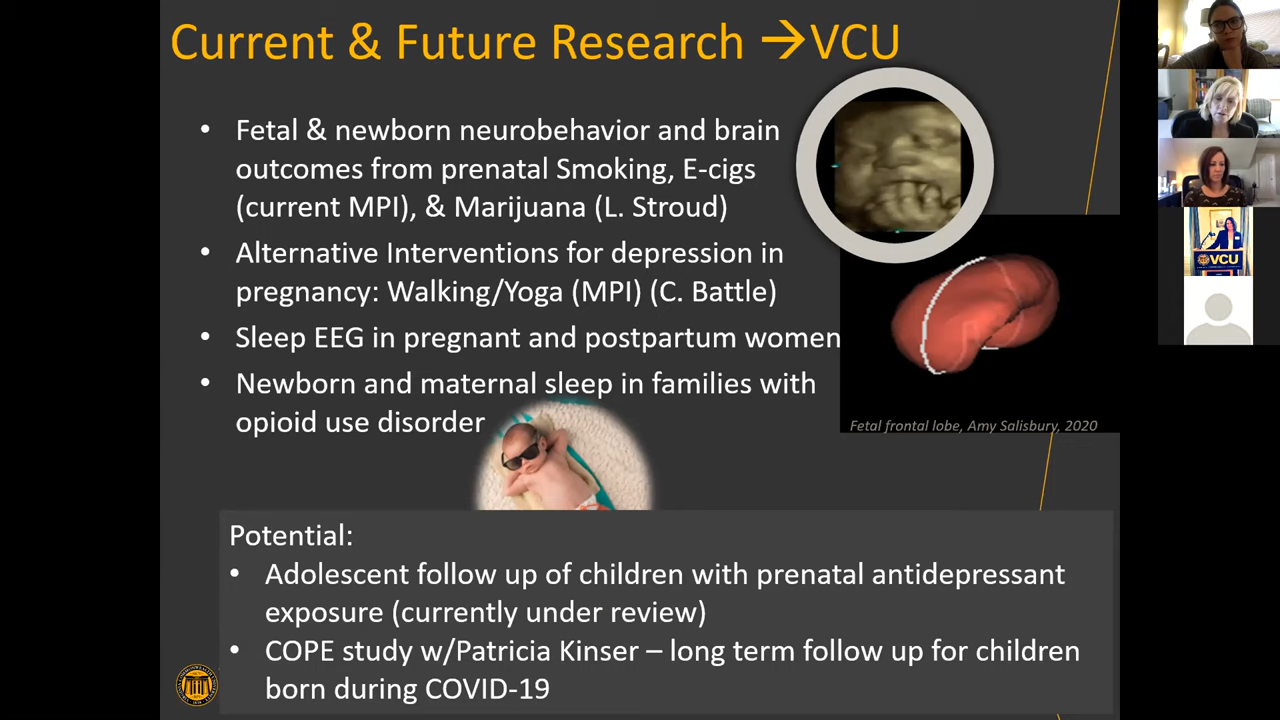 Current & Future Research →VCU
• Fetal & newborn neurobehavior and brain
outcomes from prenatal Smoking, E-cigs
(current MPI), & Marijuana (L. Stroud)
• Alternative Interventions for depression in
pregnancy: Walking/Yoga (MPI) (C. Battle)
• Sleep EEG in pregnant and postpartum women
• Newborn and maternal sleep in families with
opioid use disorder
Fetal frontal lobe, Amy Salisbury, 2020
Potential:
• Adolescent follow up of children with prenatal antidepressant
exposure (currently under review)
• COPE study w/Patricia Kinser – long term follow up for children
born during COVID-19
VCU